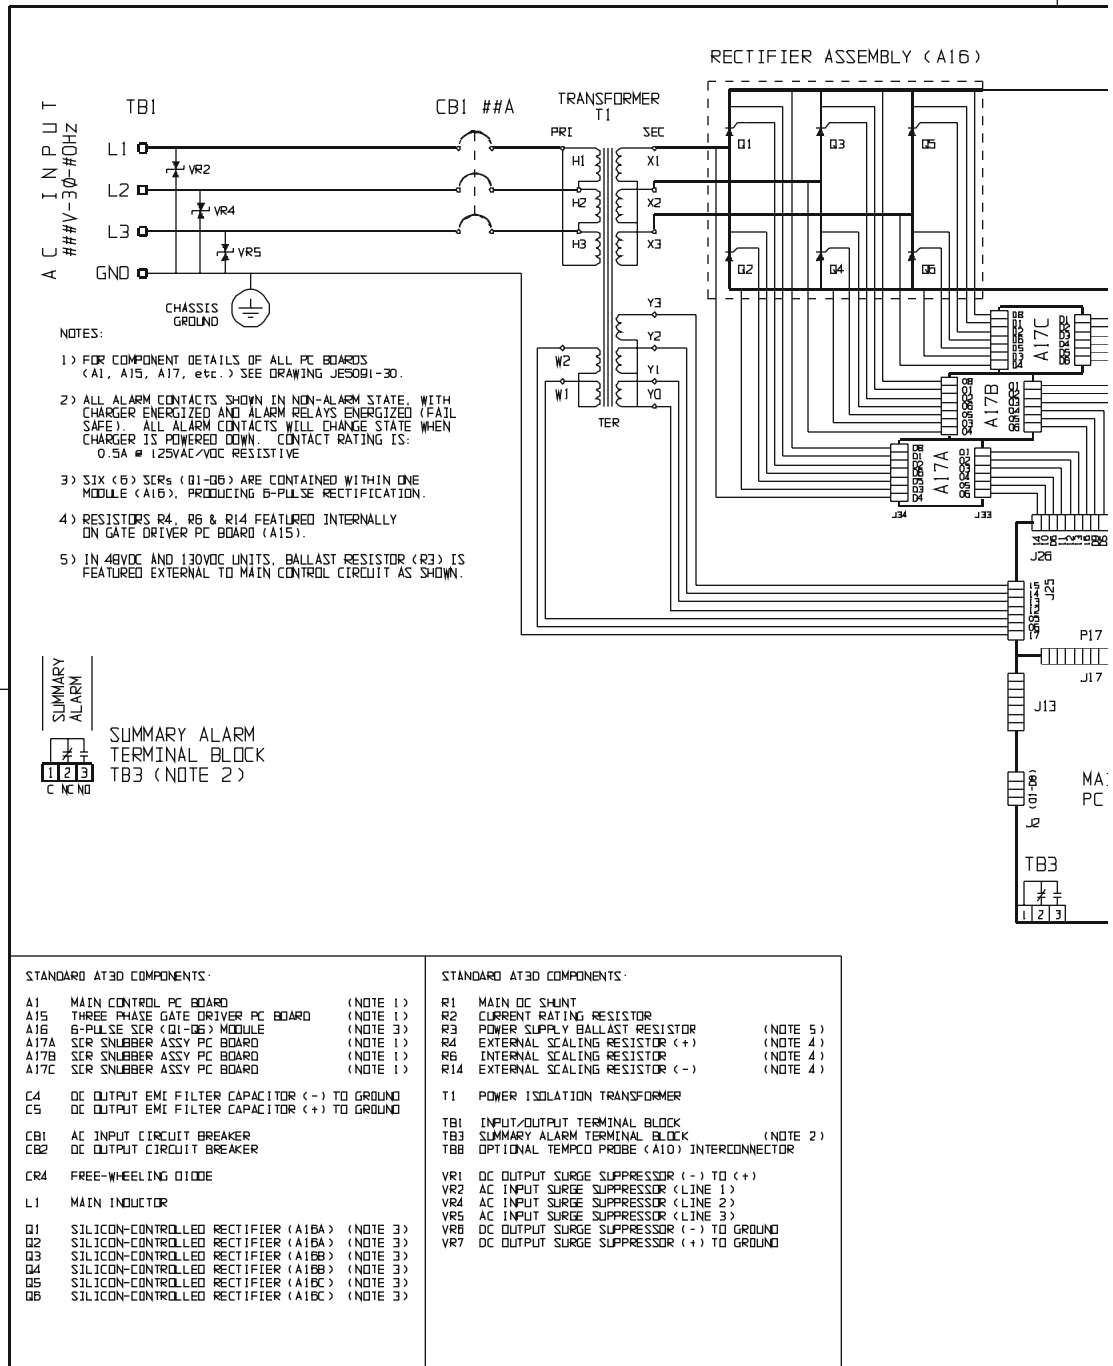 RECTIFIER ASSEMBLY (A16)
AC INPUT
###V-3Ø-#0Hz
TB1
CB1 ##A
TRANSFORMER
T1
PRI
SEC
L1
L2
L3
GND
VR2
VR4
VR5
CHASSIS
GROUND
H1
H2
H3
X1
X2
X3
Y3
Y2
Y1
Y0
W2
W1
TER
Q1
Q3
Q5
Q2
Q4
Q6
A17C
A17B
A17A
J34
J33
J26
J25
P17
J17
J13
(Q1-Q8)
J2
MAI
PC
TB3
1 2 3
NOTES:
1) FOR COMPONENT DETAILS OF ALL PC BOARDS
(A1, A15, A17, etc.) SEE DRAWING JE5091-30.
2) ALL ALARM CONTACTS SHOWN IN NON-ALARM STATE, WITH
CHARGER ENERGIZED AND ALARM RELAYS ENERGIZED (FAIL
SAFE). ALL ALARM CONTACTS WILL CHANGE STATE WHEN
CHARGER IS POWERED DOWN. CONTACT RATING IS:
0.5A @ 125VAC/VDC RESISTIVE
3) SIX (6) SCRs (Q1-Q6) ARE CONTAINED WITHIN ONE
MODULE (A16), PRODUCING 6-PULSE RECTIFICATION.
4) RESISTORS R4, R6 & R14 FEATURED INTERNALLY
ON GATE DRIVER PC BOARD (A15).
5) IN 48VDC AND 130VDC UNITS, BALLAST RESISTOR (R3) IS
FEATURED EXTERNAL TO MAIN CONTROL CIRCUIT AS SHOWN.
SUMMARY
ALARM
1 2 3
C NC NO
SUMMARY ALARM
TERMINAL BLOCK
TB3 (NOTE 2)
STANDARD AT30 COMPONENTS:
A1 MAIN CONTROL PC BOARD (NOTE 1)
A15 THREE PHASE GATE DRIVER PC BOARD (NOTE 1)
A16 6-PULSE SCR (Q1-Q6) MODULE (NOTE 3)
A17A SCR SNUBBER ASSY PC BOARD (NOTE 1)
A17B SCR SNUBBER ASSY PC BOARD (NOTE 1)
A17C SCR SNUBBER ASSY PC BOARD (NOTE 1)
C4 DC OUTPUT EMI FILTER CAPACITOR (-) TO GROUND
C5 DC OUTPUT EMI FILTER CAPACITOR (+) TO GROUND
CB1 AC INPUT CIRCUIT BREAKER
CB2 DC OUTPUT CIRCUIT BREAKER
CR4 FREE-WHEELING DIODE
L1 MAIN INDUCTOR
Q1 SILICON-CONTROLLED RECTIFIER (A16A) (NOTE 3)
Q2 SILICON-CONTROLLED RECTIFIER (A16A) (NOTE 3)
Q3 SILICON-CONTROLLED RECTIFIER (A16B) (NOTE 3)
Q4 SILICON-CONTROLLED RECTIFIER (A16B) (NOTE 3)
Q5 SILICON-CONTROLLED RECTIFIER (A16C) (NOTE 3)
Q6 SILICON-CONTROLLED RECTIFIER (A16C) (NOTE 3)
STANDARD AT30 COMPONENTS:
R1 MAIN DC SHUNT
R2 CURRENT RATING RESISTOR
R3 POWER SUPPLY BALLAST RESISTOR (NOTE 5)
R4 EXTERNAL SCALING RESISTOR (+) (NOTE 4)
R6 INTERNAL SCALING RESISTOR (NOTE 4)
R14 EXTERNAL SCALING RESISTOR (-) (NOTE 4)
T1 POWER ISOLATION TRANSFORMER
TB1 INPUT/OUTPUT TERMINAL BLOCK
TB3 SUMMARY ALARM TERMINAL BLOCK (NOTE 2)
TB8 OPTIONAL TEMPCO PROBE (A10) INTERCONNECTOR
VR1 DC OUTPUT SURGE SUPPRESSOR (-) TO (+)
VR2 AC INPUT SURGE SUPPRESSOR (LINE 1)
VR4 AC INPUT SURGE SUPPRESSOR (LINE 2)
VR5 AC INPUT SURGE SUPPRESSOR (LINE 3)
VR6 DC OUTPUT SURGE SUPPRESSOR (-) TO GROUND
VR7 DC OUTPUT SURGE SUPPRESSOR (+) TO GROUND